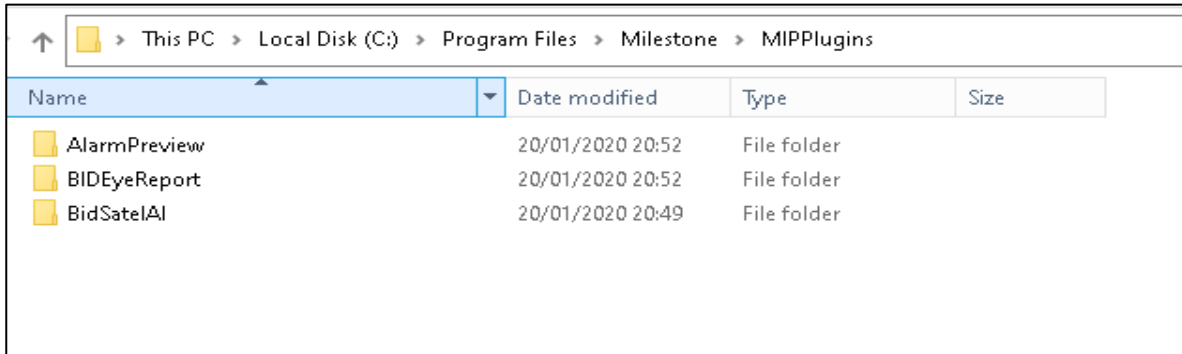 This PC > Local Disk (C:) > Program Files > Milestone > MIPPlugins
Name Date modified Type Size
AlarmPreview 20/01/2020 20:52 File folder
BIDEyeReport 20/01/2020 20:52 File folder
BidSatelAI 20/01/2020 20:49 File folder